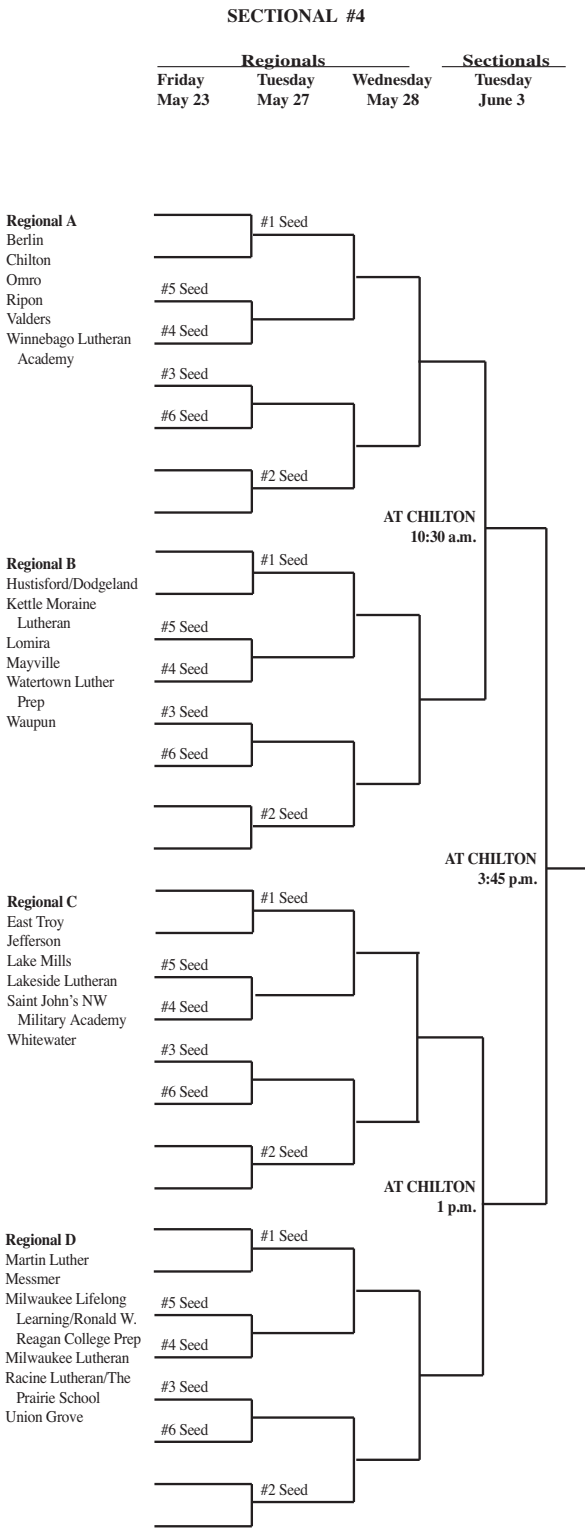 SECTIONAL #4
Regionals
Sectionals
Friday
May 23
Tuesday
May 27
Wednesday
May 28
Tuesday
June 3
Regional A
Berlin
Chilton
Omro
Ripon
Valders
Winnebago Lutheran
Academy
#1 Seed
#5 Seed
#4 Seed
#3 Seed
#6 Seed
#2 Seed
AT CHILTON
10:30 a.m.
Regional B
Hustisford/Dodgeland
Kettle Moraine
Lutheran
Lomira
Mayville
Watertown Luther
Prep
Waupun
#1 Seed
#5 Seed
#4 Seed
#3 Seed
#6 Seed
#2 Seed
AT CHILTON
3:45 p.m.
Regional C
East Troy
Jefferson
Lake Mills
Lakeside Lutheran
Saint John's NW
Military Academy
Whitewater
#1 Seed
#5 Seed
#4 Seed
#3 Seed
#6 Seed
#2 Seed
AT CHILTON
1 p.m.
Regional D
Martin Luther
Messmer
Milwaukee Lifelong
Learning/Ronald W.
Reagan College Prep
Milwaukee Lutheran
Racine Lutheran/The
Prairie School
Union Grove
#1 Seed
#5 Seed
#4 Seed
#3 Seed
#6 Seed
#2 Seed